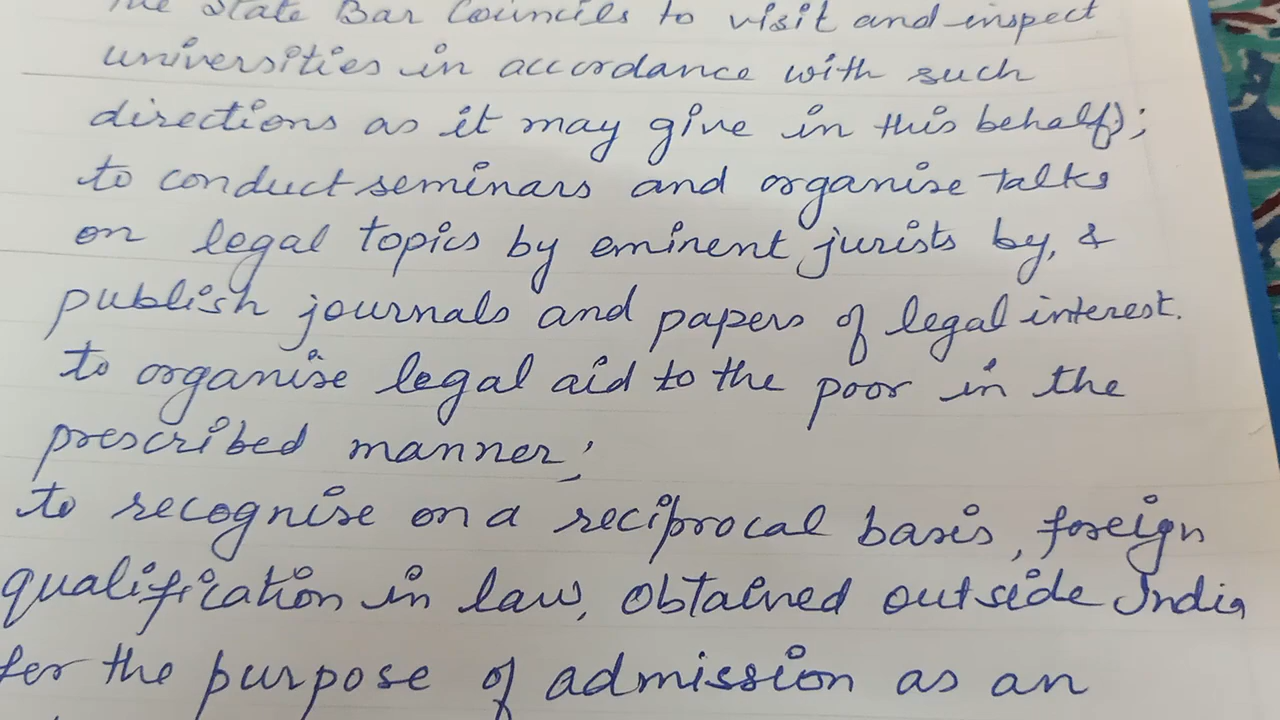 the State Bar Councils to visit and inspect
universities in accordance with such
directions as it may give in this behalf);
to conduct seminars and organise talks
on legal topics by eminent jurists by, &
publish journals and papers of legal interest.
to organise legal aid to the poor in the
prescribed manner;
to recognise on a reciprocal basis, foreign
qualification in law, obtained outside India
for the purpose of admission as an